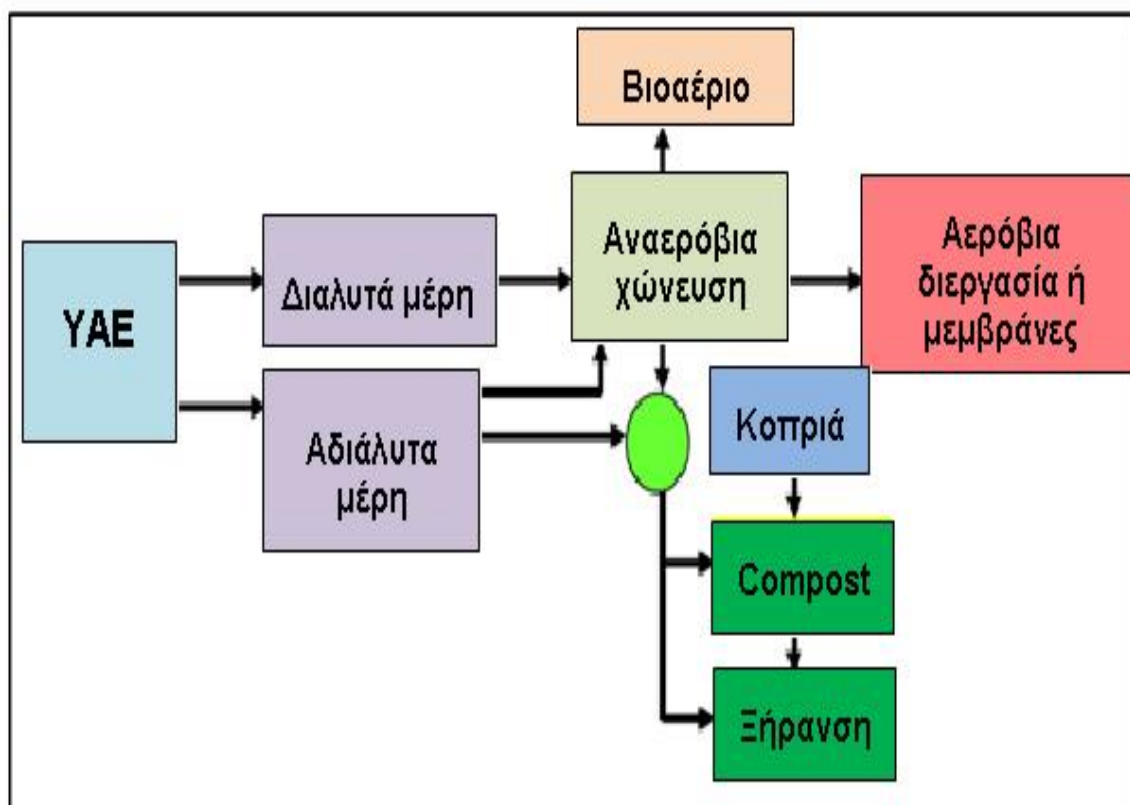 Βιοαέριο
Αναερόβια
χώνευση
Αερόβια
διεργασία ή
μεμβράνες
ΥΑΕ
Διαλυτά μέρη
Αδιάλυτα
μέρη
Κοπριά
Compost
Ξήρανση